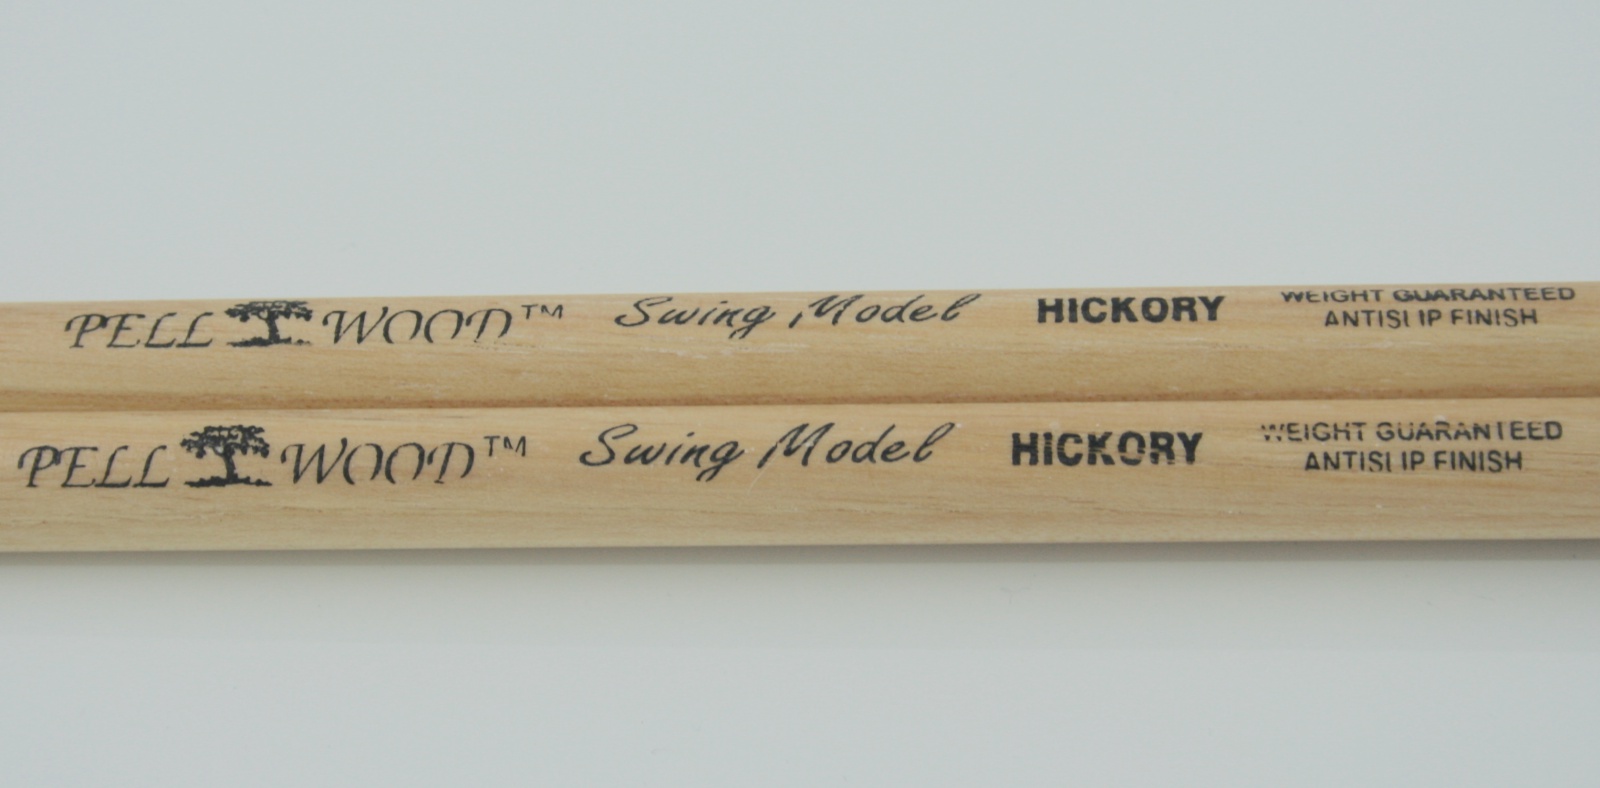 PELL WOOD™ Swing Model HICKORY WEIGHT GUARANTEED
ANTISLIP FINISH
PELL WOOD™ Swing Model HICKORY WEIGHT GUARANTEED
ANTISLIP FINISH